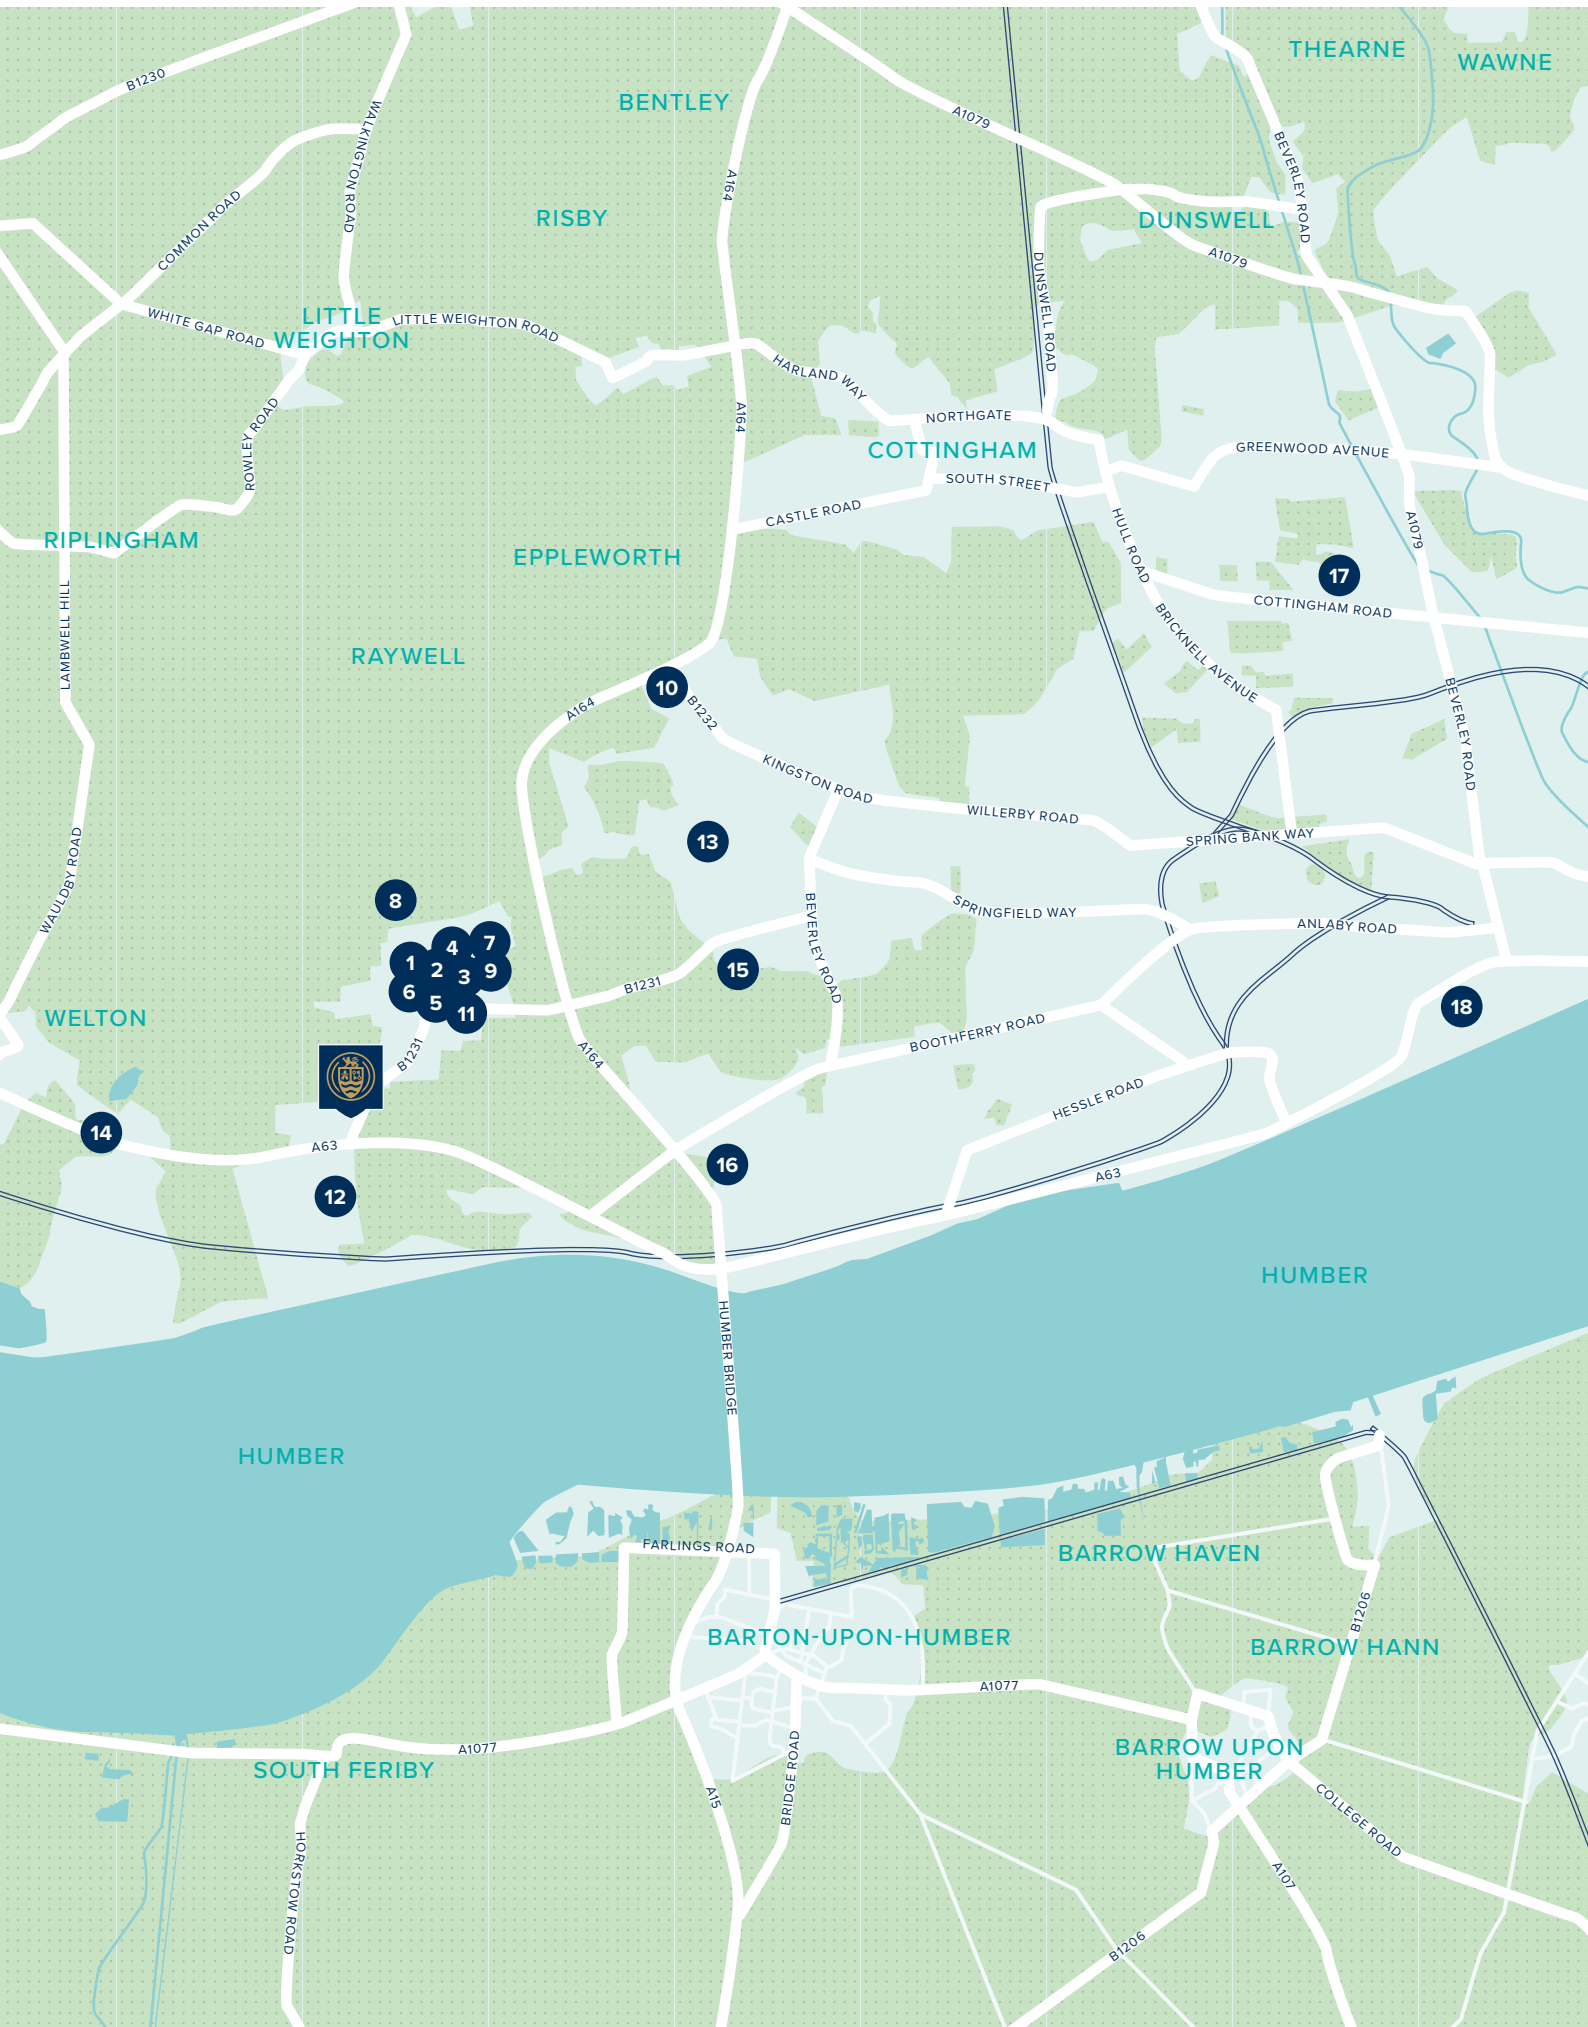 THEARNE
WAWNE
B1230
BENTLEY
WALKINGTON ROAD
A1079
BEVERLEY ROAD
A164
COMMON ROAD
RISBY
DUNSWELL
A1079
DUNSWELL ROAD
WHITE GAP ROAD
LITTLE
WEIGHTON
LITTLE WEIGHTON ROAD
HARLAND WAY
A164
NORTHGATE
ROWLEY ROAD
COTTINGHAM
GREENWOOD AVENUE
SOUTH STREET
CASTLE ROAD
RIPLINGHAM
EPPLEWORTH
HULL ROAD
A1079
17
COTTINGHAM ROAD
LAMBWELL HILL
BRICKNELL AVENUE
RAYWELL
10
B1232
A164
BEVERLEY ROAD
KINGSTON ROAD
WILLERBY ROAD
SPRING BANK WAY
13
WAULDBY ROAD
8
BEVERLEY ROAD
SPRINGFIELD WAY
ANLABY ROAD
4
7
1
2
3
9
15
6
5
11
B1231
18
WELTON
BOOTHFERRY ROAD
B1231
A164
HESSLE ROAD
14
A63
16
A63
12
HUMBER
HUMBER BRIDGE
HUMBER
FARLINGS ROAD
BARROW HAVEN
B1206
BARTON-UPON-HUMBER
BARROW HANN
A1077
A1077
SOUTH FERIBY
BARROW UPON
HUMBER
A15
BRIDGE ROAD
COLLEGE ROAD
HORKSTOW ROAD
A107
B1206